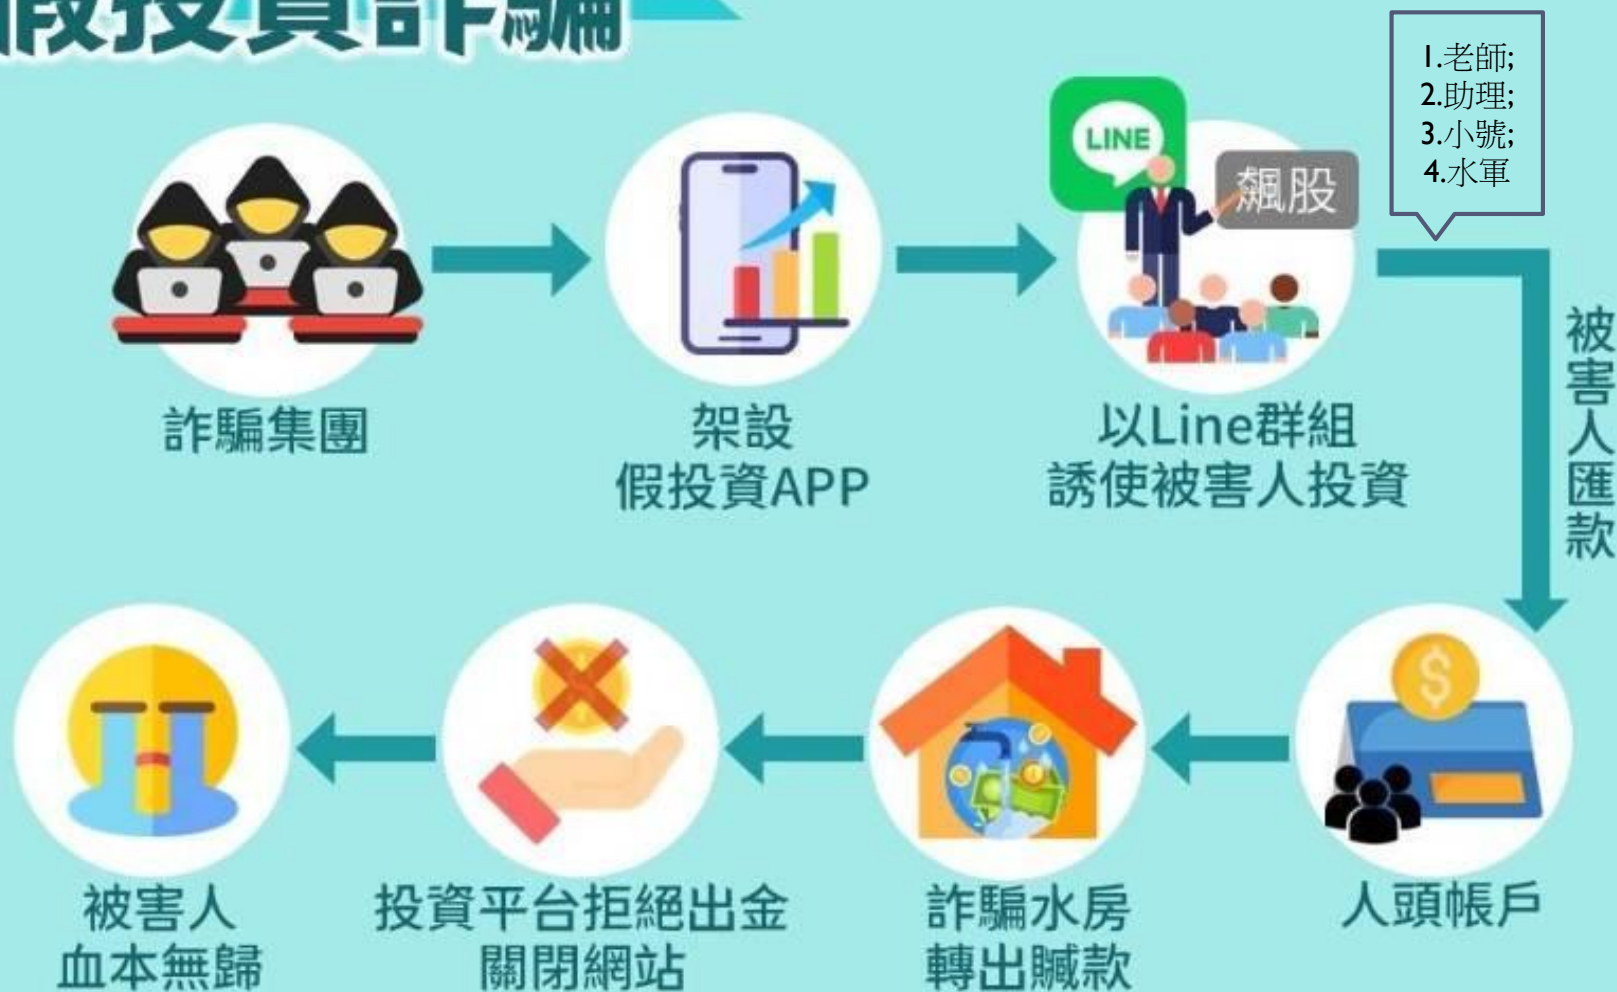 假投資詐騙
1.老師;
2.助理;
3.小號;
4.水軍
LINE
飆股
詐騙集團
架設
假投資APP
以Line群組
誘使被害人投資
被害人匯款
被害人
血本無歸
投資平台拒絕出金
關閉網站
詐騙水房
轉出贓款
人頭帳戶